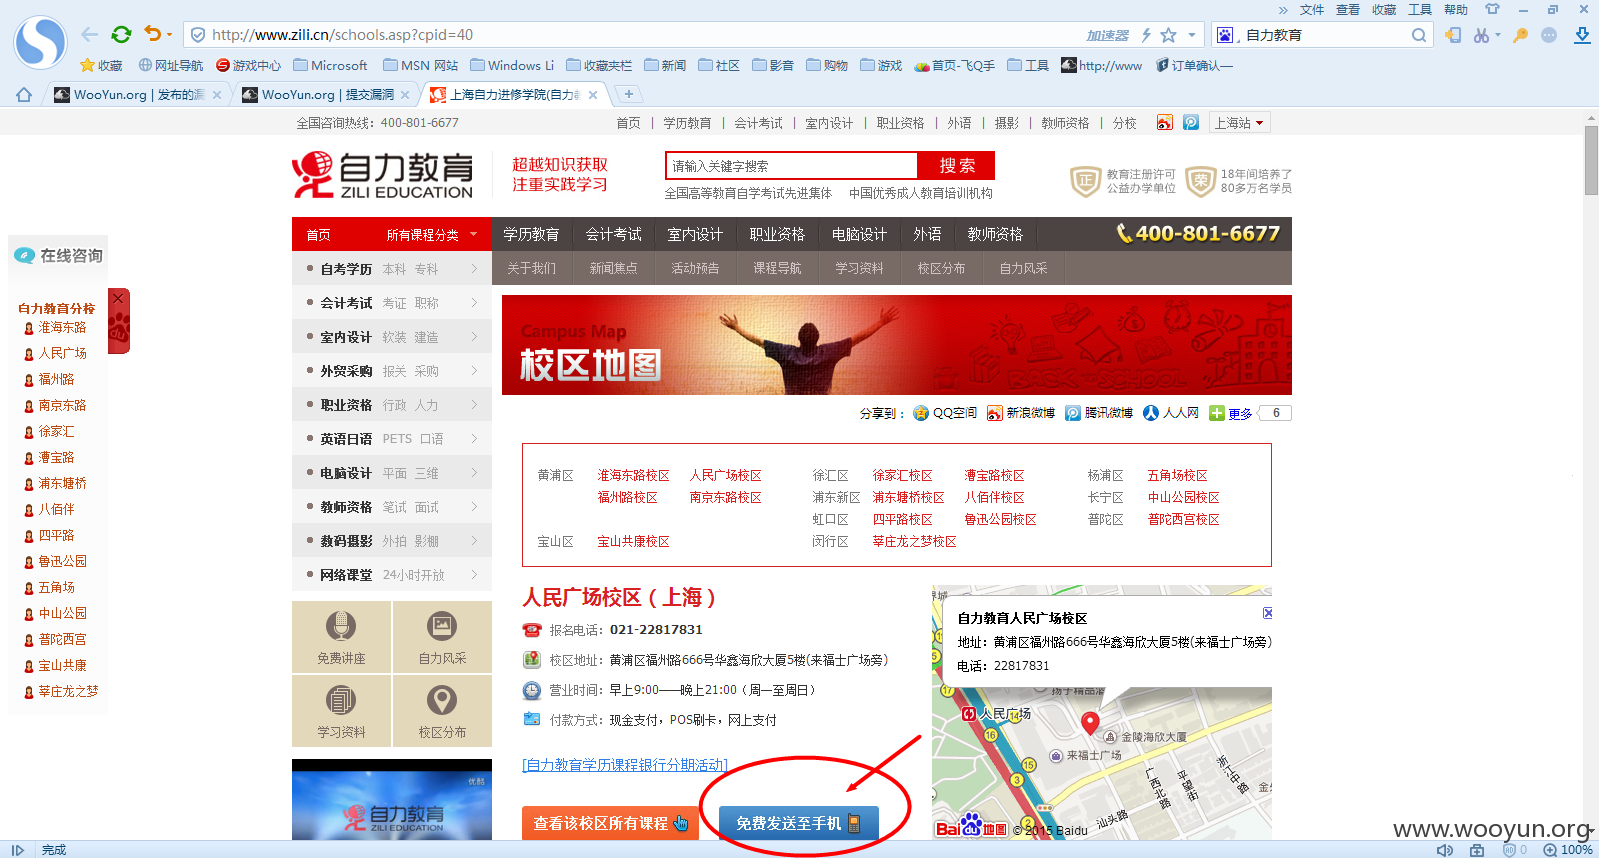 » 文件 查看 收藏 工具 帮助
http://www.zili.cn/schools.asp?cpid=40 加速器 自力教育
收藏 网址导航 游戏中心 Microsoft MSN 网站 Windows Li 收藏夹栏 新闻 社区 影音 购物 游戏 首页-飞Q手 工具 http://www 订单确认—
WooYun.org | 发布的漏 WooYun.org | 提交漏洞 上海自力进修学院(自力教
全国咨询热线：400-801-6677 首页 | 学历教育 | 会计考试 | 室内设计 | 职业资格 | 外语 | 摄影 | 教师资格 | 分校 上海站
自力教育
ZILI EDUCATION
超越知识获取
注重实践学习
请输入关键字搜索 搜 索
全国高等教育自学考试先进集体 中国优秀成人教育培训机构
正 教育注册许可
公益办学单位
荣 18年间培养了
80多万名学员
首页 所有课程分类 学历教育 会计考试 室内设计 职业资格 电脑设计 外语 教师资格 400-801-6677
关于我们 新闻焦点 活动预告 课程导航 学习资料 校区分布 自力风采
自考学历 本科 专科
会计考试 考证 职称
室内设计 软装 建造
外贸采购 报关 采购
职业资格 行政 人力
英语日语 PETS 口语
电脑设计 平面 三维
教师资格 笔试 面试
数码摄影 外拍 影棚
网络课堂 24小时开放
免费讲座 自力风采
学习资料 校区分布
优酷
自力教育
在线咨询
自力教育分校
淮海东路
人民广场
福州路
南京东路
徐家汇
漕宝路
浦东塘桥
八佰伴
四平路
鲁迅公园
五角场
中山公园
普陀西宫
宝山共康
莘庄龙之梦
du
Campus Map
校区地图
BACK TO SCHOOL
分享到： QQ空间 新浪微博 腾讯微博 人人网 更多 6
黄浦区 淮海东路校区 人民广场校区 徐汇区 徐家汇校区 漕宝路校区 杨浦区 五角场校区
福州路校区 南京东路校区 浦东新区 浦东塘桥校区 八佰伴校区 长宁区 中山公园校区
虹口区 四平路校区 鲁迅公园校区 普陀区 普陀西宫校区
宝山区 宝山共康校区 闵行区 莘庄龙之梦校区
人民广场校区（上海）
报名电话：021-22817831
校区地址：黄浦区福州路666号华鑫海欣大厦5楼(来福士广场旁)
营业时间：早上9:00——晚上21:00（周一至周日）
付款方式：现金支付，POS刷卡，网上支付
[自力教育学历课程银行分期活动]
查看该校区所有课程 免费发送至手机
自力教育人民广场校区
地址：黄浦区福州路666号华鑫海欣大厦5楼(来福士广场旁)
电话：22817831
人民广场
金陵海欣大厦
来福士广场
广西北路
平望街
浙江中路
汕头路
17
14
16
15
3
2
Bai du 地图 © 2015 Baidu
www.wooyun.org
完成 0 100%